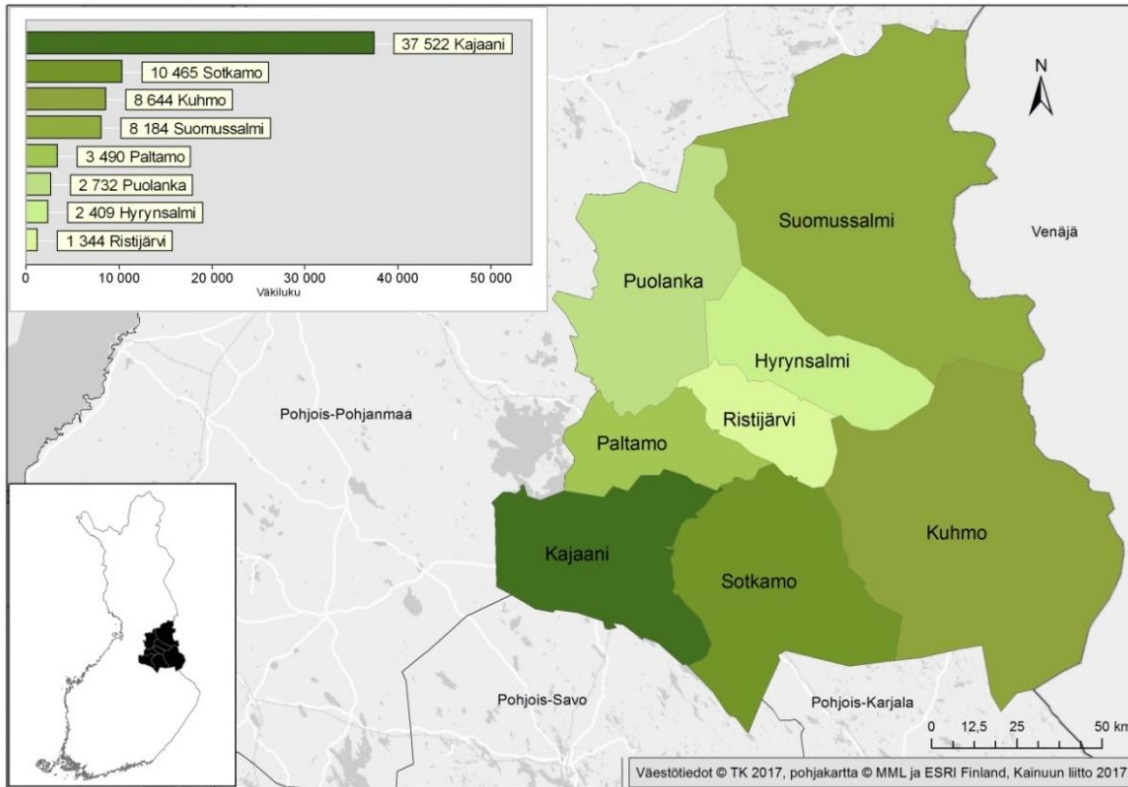 37 522 Kajaani
10 465 Sotkamo
8 644 Kuhmo
8 184 Suomussalmi
3 490 Paltamo
2 732 Puolanka
2 409 Hyrynsalmi
1 344 Ristijärvi
0 10 000 20 000 30 000 40 000 50 000
Väkiluku
N
Suomussalmi
Venäjä
Puolanka
Hyrynsalmi
Pohjois-Pohjanmaa
Ristijärvi
Paltamo
Kuhmo
Kajaani
Sotkamo
Pohjois-Savo
Pohjois-Karjala
0 12,5 25 50 km
Väestötiedot © TK 2017, pohjakartta © MML ja ESRI Finland, Kainuun liitto 2017